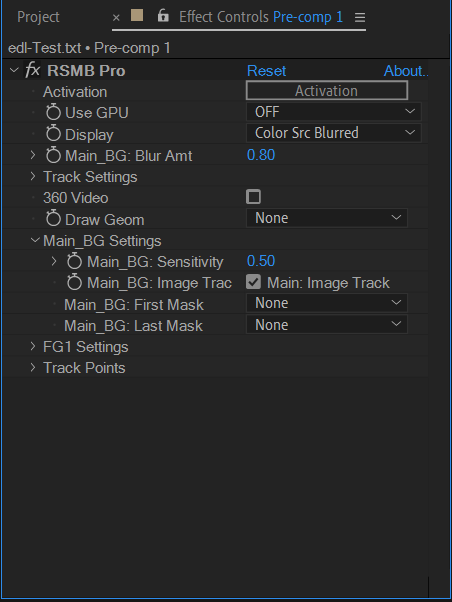 Project × Effect Controls Pre-comp 1
edl-Test.txt • Pre-comp 1
fx RSMB Pro Reset About..
Activation Activation
Use GPU OFF
Display Color Src Blurred
Main_BG: Blur Amt 0.80
Track Settings
360 Video
Draw Geom None
Main_BG Settings
Main_BG: Sensitivity 0.50
Main_BG: Image Trac Main: Image Track
Main_BG: First Mask None
Main_BG: Last Mask None
FG1 Settings
Track Points